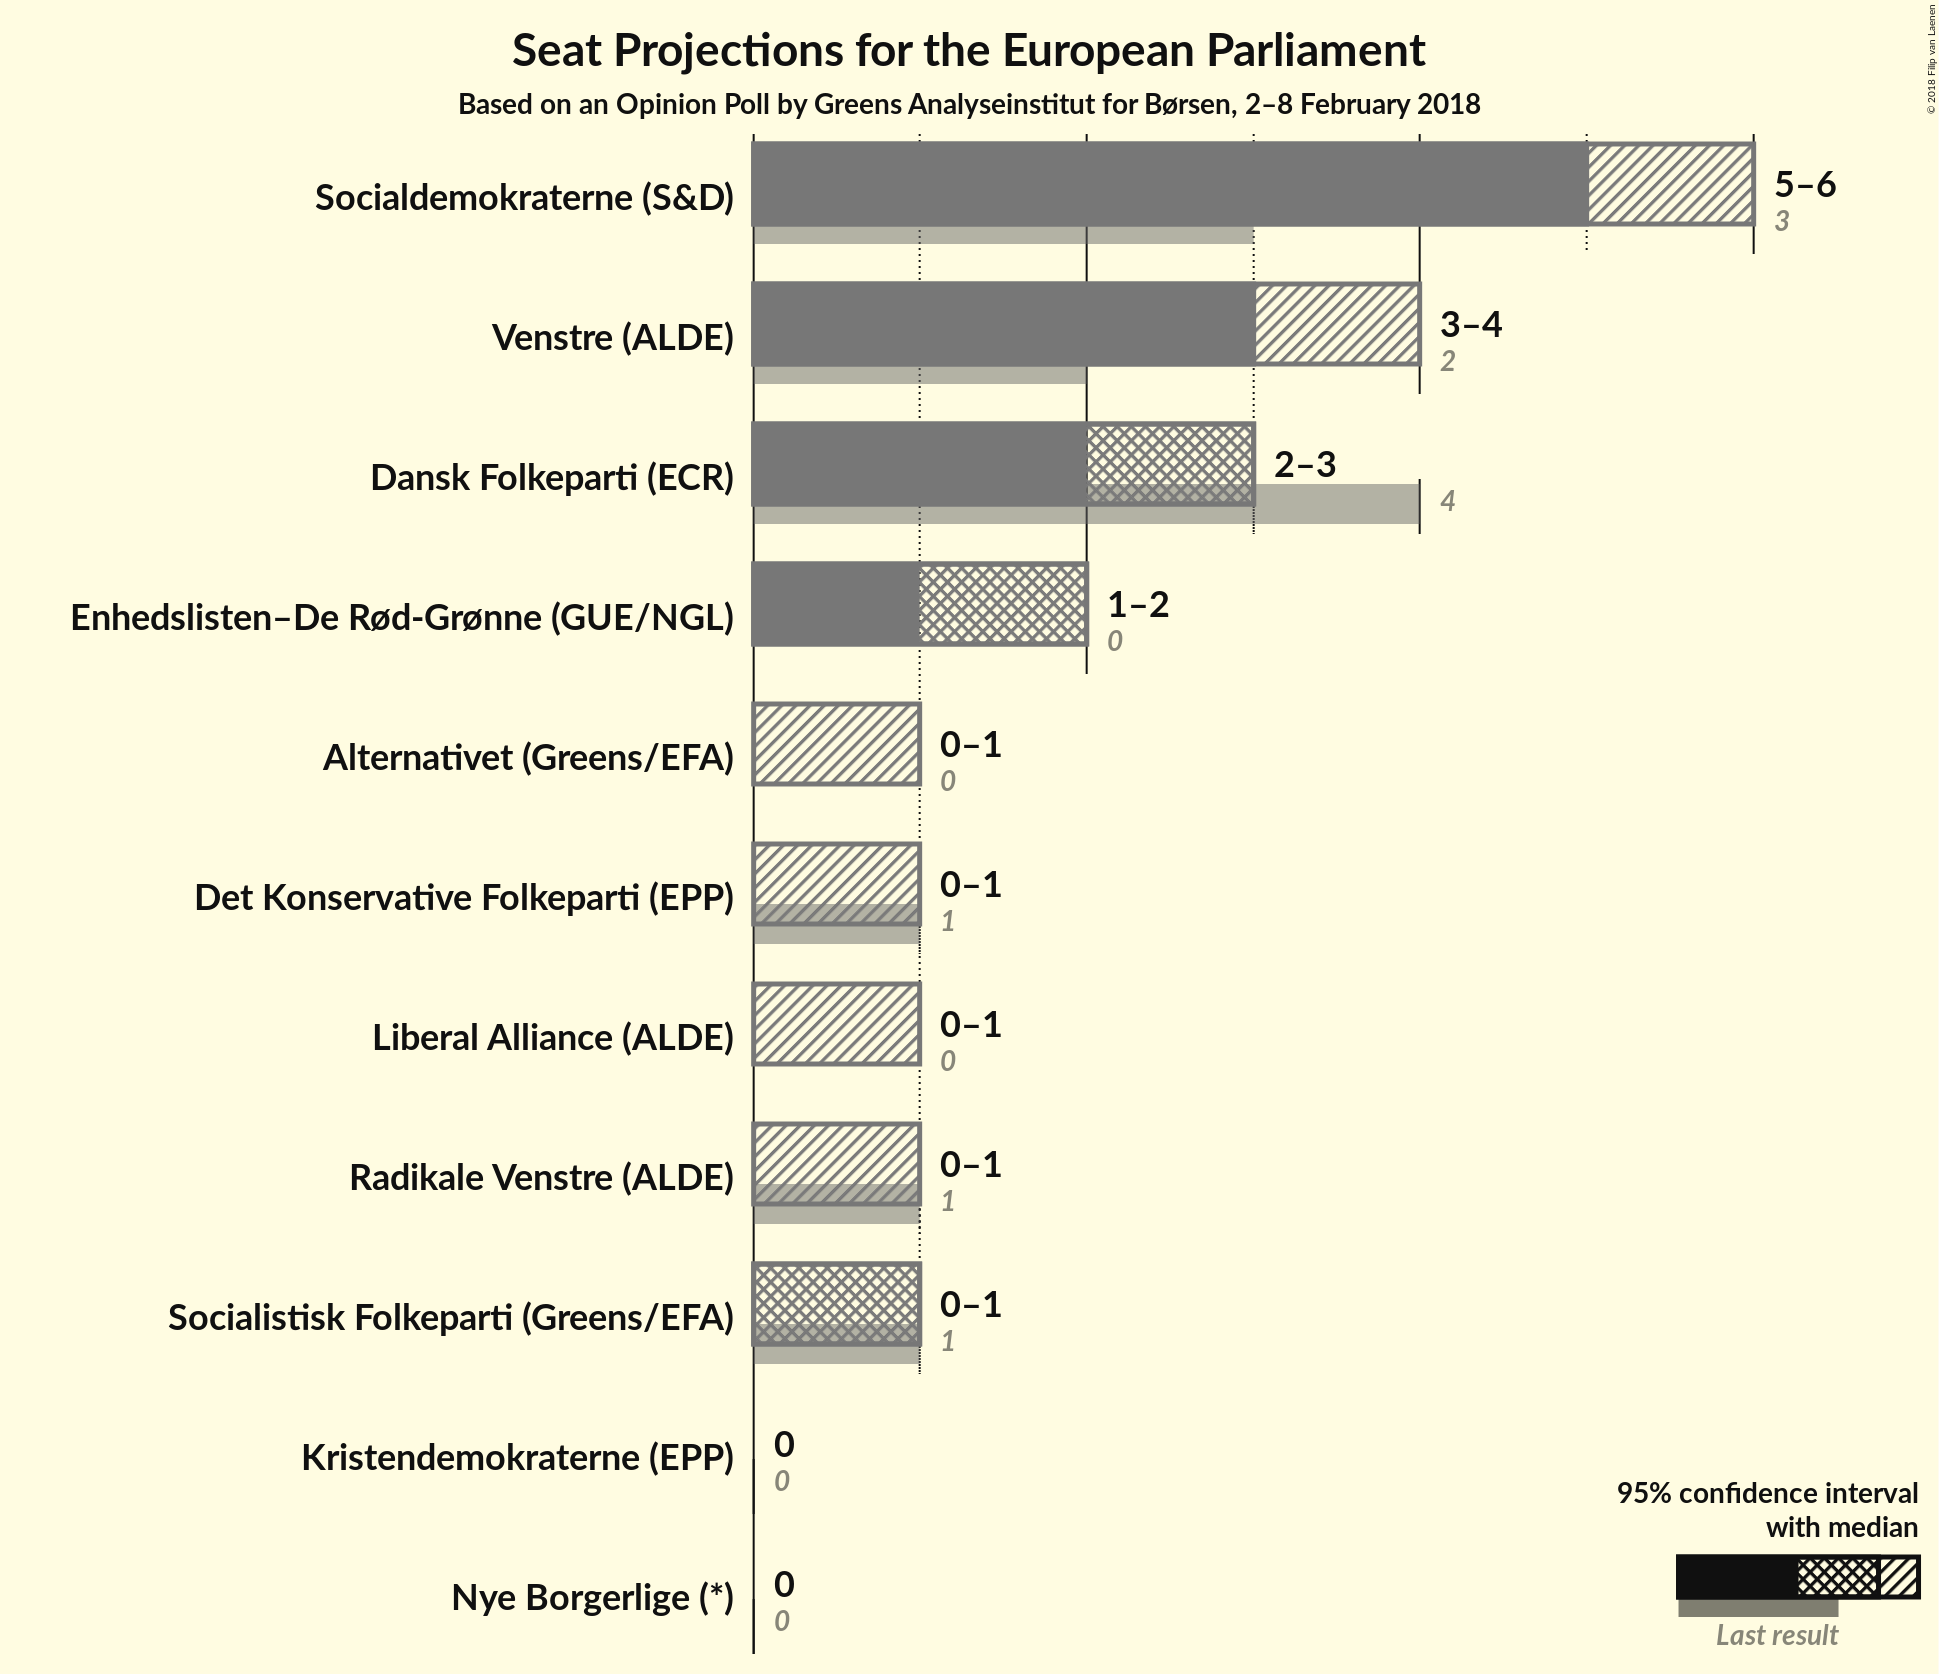 Seat Projections for the European Parliament
Based on an Opinion Poll by Greens Analyseinstitut for Børsen, 2–8 February 2018
© 2018 Filip van Laenen
Socialdemokraterne (S&D)
5–6
3
Venstre (ALDE)
3–4
2
Dansk Folkeparti (ECR)
2–3
4
Enhedslisten–De Rød-Grønne (GUE/NGL)
1–2
0
Alternativet (Greens/EFA)
0–1
0
Det Konservative Folkeparti (EPP)
0–1
1
Liberal Alliance (ALDE)
0–1
0
Radikale Venstre (ALDE)
0–1
1
Socialistisk Folkeparti (Greens/EFA)
0–1
1
Kristendemokraterne (EPP)
0
0
Nye Borgerlige (*)
0
0
95% confidence interval
with median
Last result